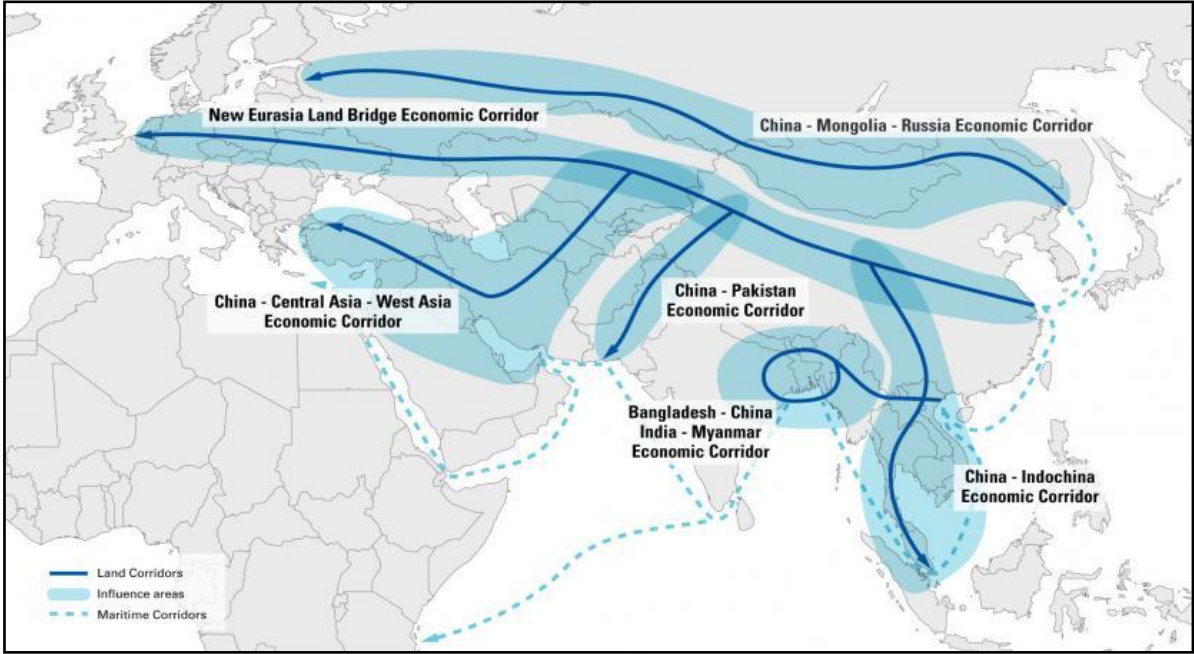 New Eurasia Land Bridge Economic Corridor
China - Mongolia - Russia Economic Corridor
China - Central Asia - West Asia
Economic Corridor
China - Pakistan
Economic Corridor
Bangladesh - China
India - Myanmar
Economic Corridor
China - Indochina
Economic Corridor
Land Corridors
Influence areas
Maritime Corridors